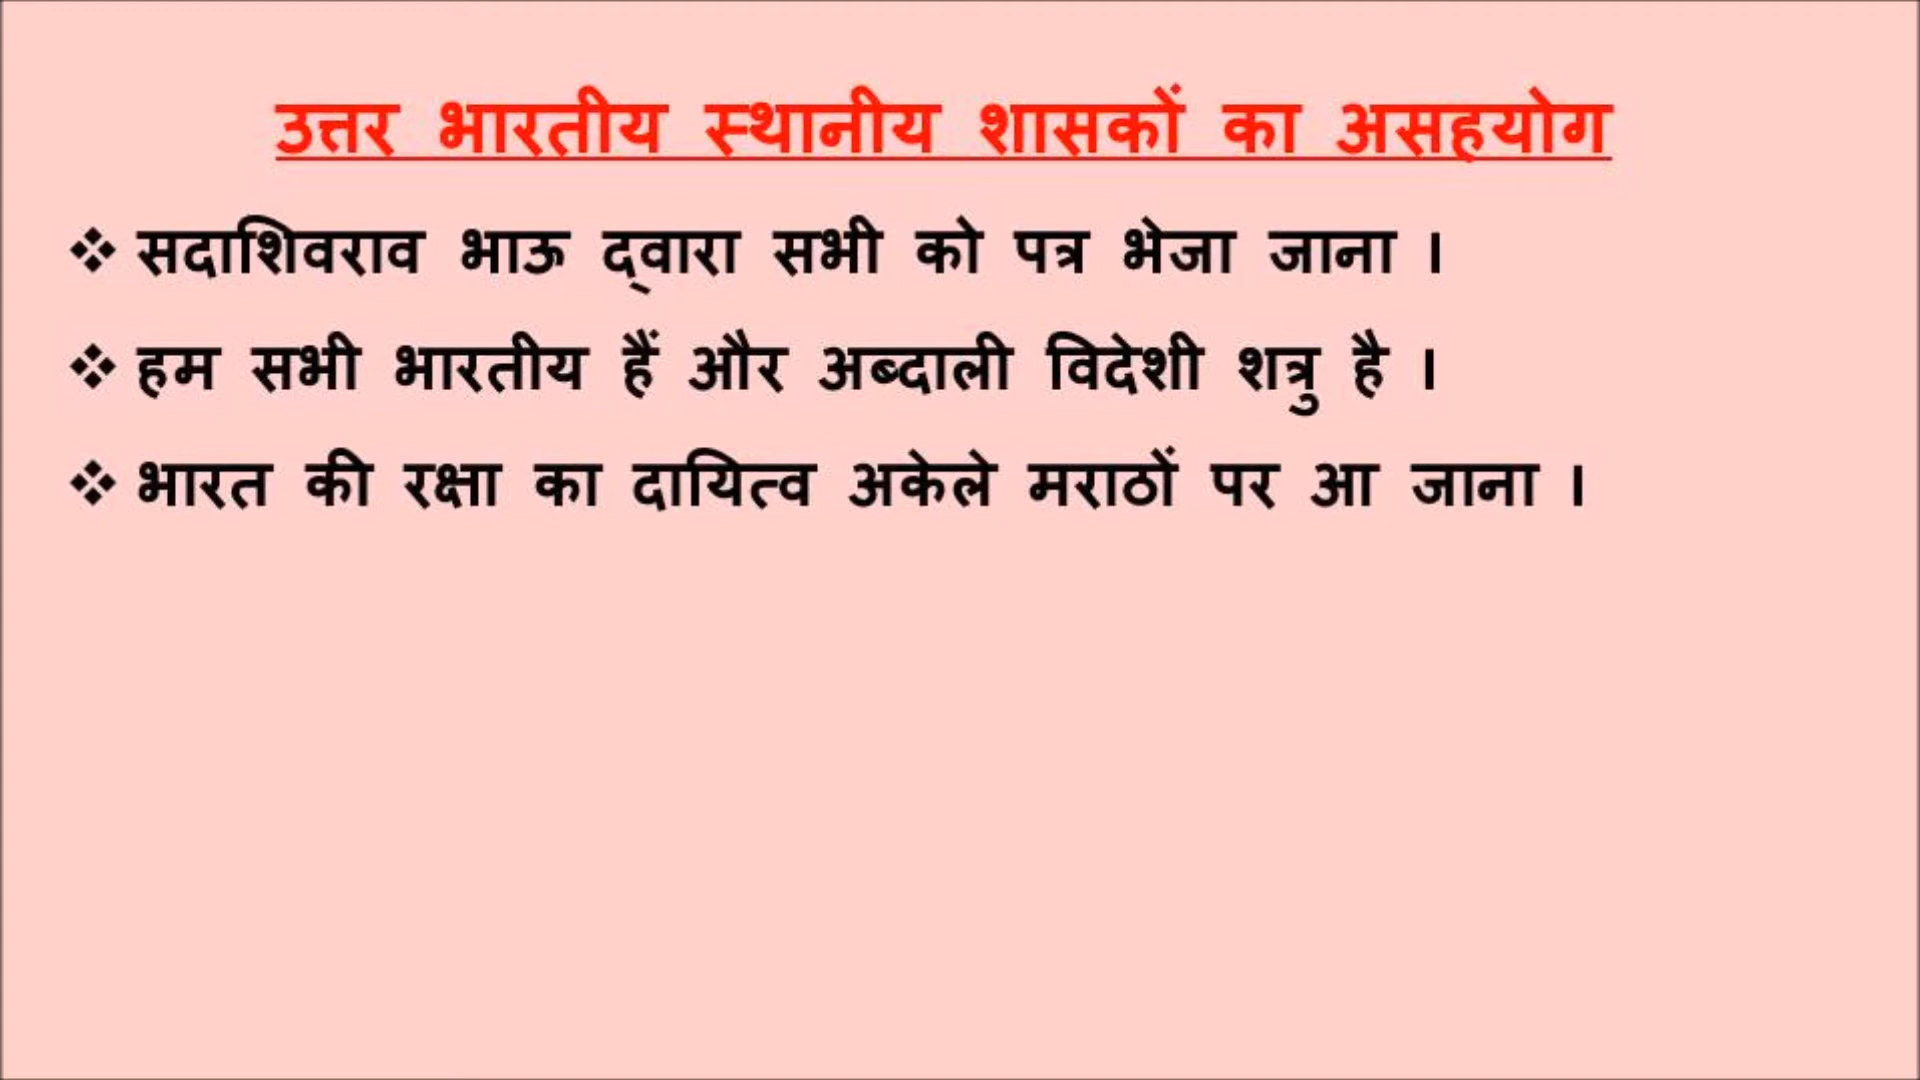 उत्तर भारतीय स्थानीय शासकों का असहयोग
❖ सदाशिवराव भाऊ द्‌वारा सभी को पत्र भेजा जाना ।
❖ हम सभी भारतीय हैं और अब्दाली विदेशी शत्रु है ।
❖ भारत की रक्षा का दायित्व अकेले मराठों पर आ जाना ।